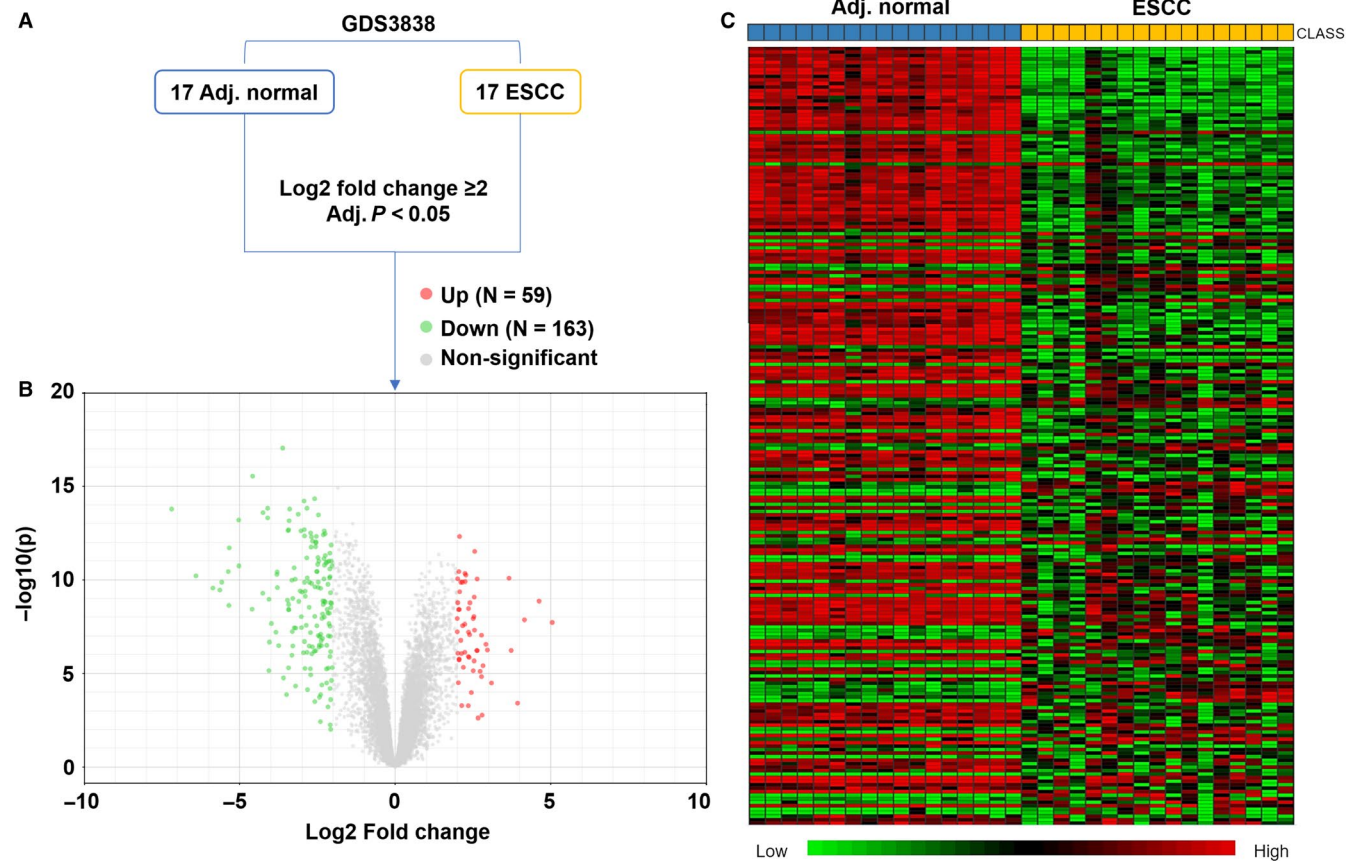 A
GDS3838
17 Adj. normal
17 ESCC
Log2 fold change ≥2
Adj. P < 0.05
Up (N = 59)
Down (N = 163)
Non-significant
B
20
15
10
5
0
−log10(p)
−10
−5
0
5
10
Log2 Fold change
C
Adj. normal
ESCC
CLASS
Low
High